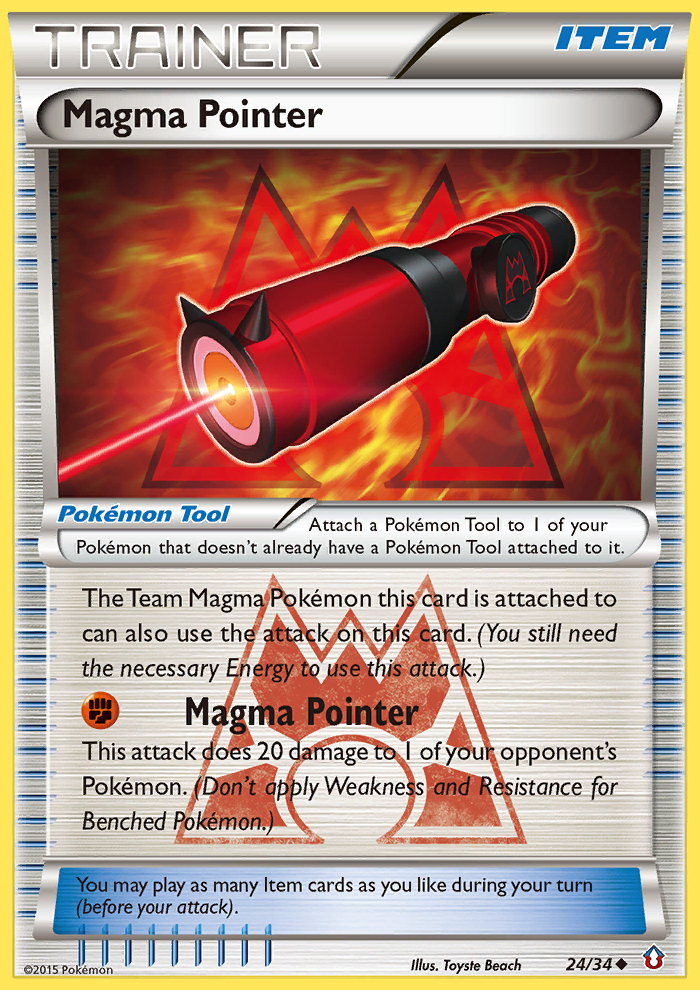 TRAINER
ITEM
Magma Pointer
Pokémon Tool
Attach a Pokémon Tool to 1 of your
Pokémon that doesn't already have a Pokémon Tool attached to it.
The Team Magma Pokémon this card is attached to
can also use the attack on this card. (You still need
the necessary Energy to use this attack.)
Magma Pointer
This attack does 20 damage to 1 of your opponent's
Pokémon. (Don't apply Weakness and Resistance for
Benched Pokémon.)
You may play as many Item cards as you like during your turn
(before your attack).
©2015 Pokémon
Illus. Toyste Beach
24/34